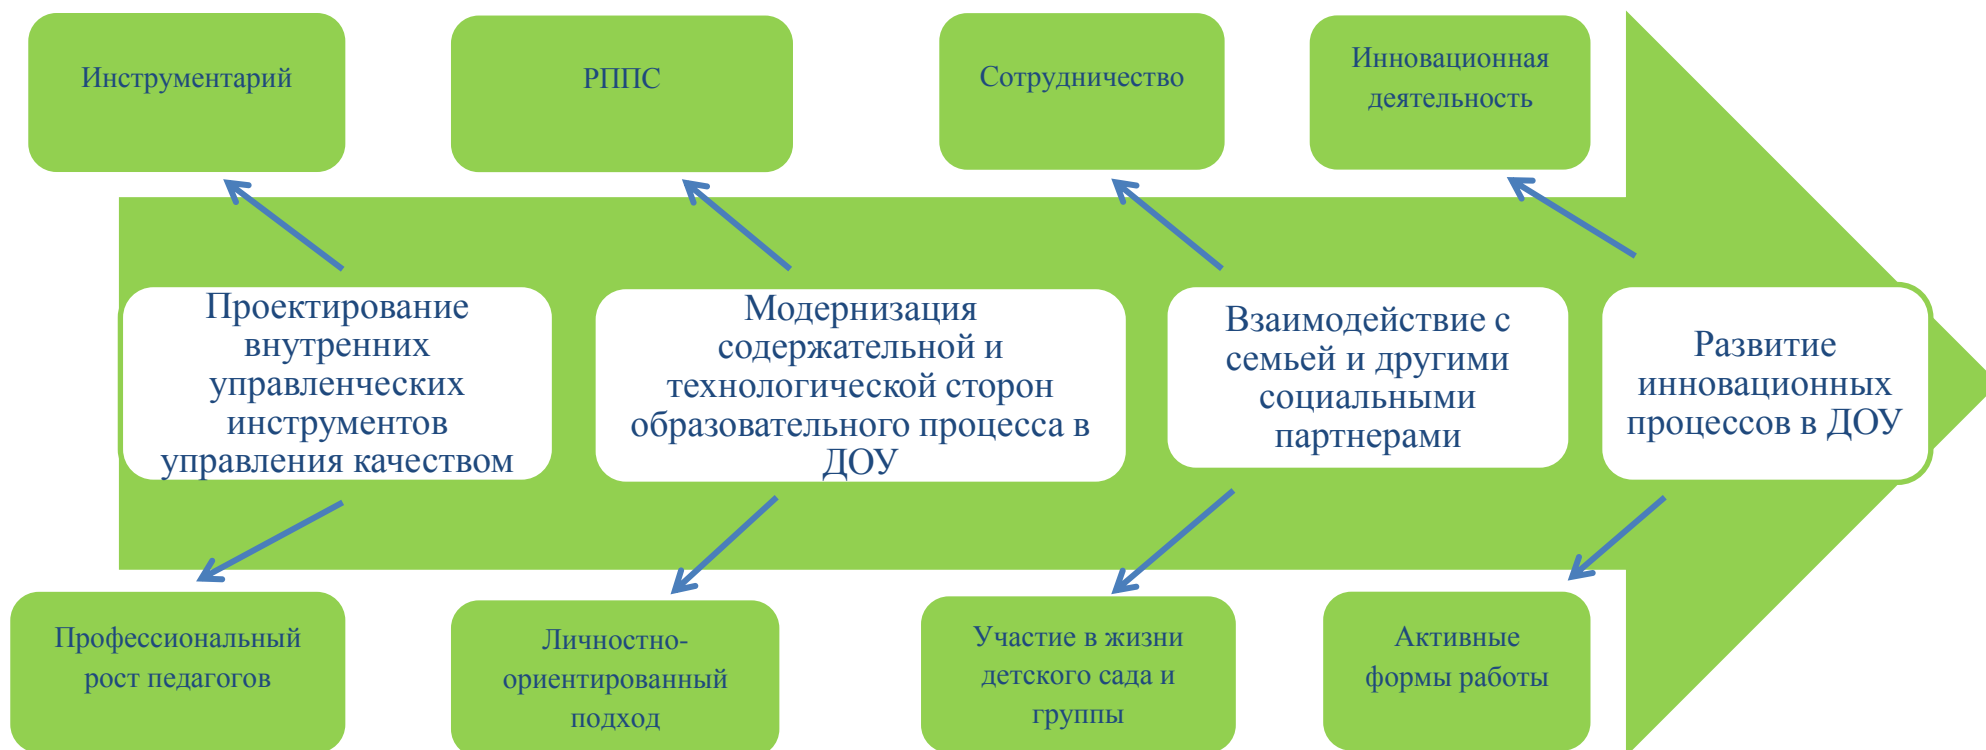 Инструментарий
РППС
Сотрудничество
Инновационная
деятельность
Проектирование
внутренних
управленческих
инструментов
управления качеством
Модернизация
содержательной и
технологической сторон
образовательного процесса в
ДОУ
Взаимодействие с
семьей и другими
социальными
партнерами
Развитие
инновационных
процессов в ДОУ
Профессиональный
рост педагогов
Личностно-
ориентированный
подход
Участие в жизни
детского сада и
группы
Активные
формы работы